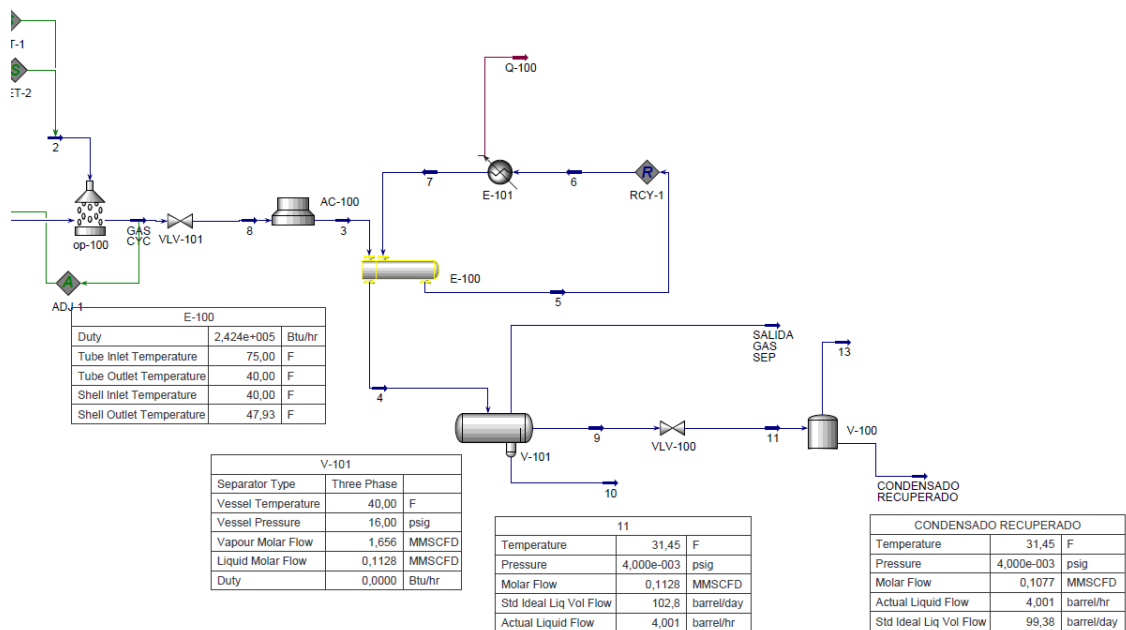 T-1
S
ET-2
2
op-100
GAS
CYC
VLV-101
8
AC-100
3
A
ADJ-1
Q-100
7
E-101
6
R
RCY-1
E-100
5
4
SALIDA
GAS
SEP
13
9
VLV-100
11
V-100
V-101
10
CONDENSADO
RECUPERADO
E-100
Duty 2,424e+005 Btu/hr
Tube Inlet Temperature 75,00 F
Tube Outlet Temperature 40,00 F
Shell Inlet Temperature 40,00 F
Shell Outlet Temperature 47,93 F
V-101
Separator Type Three Phase
Vessel Temperature 40,00 F
Vessel Pressure 16,00 psig
Vapour Molar Flow 1,656 MMSCFD
Liquid Molar Flow 0,1128 MMSCFD
Duty 0,0000 Btu/hr
11
Temperature 31,45 F
Pressure 4,000e-003 psig
Molar Flow 0,1128 MMSCFD
Std Ideal Liq Vol Flow 102,8 barrel/day
Actual Liquid Flow 4,001 barrel/hr
CONDENSADO RECUPERADO
Temperature 31,45 F
Pressure 4,000e-003 psig
Molar Flow 0,1077 MMSCFD
Actual Liquid Flow 4,001 barrel/hr
Std Ideal Liq Vol Flow 99,38 barrel/day